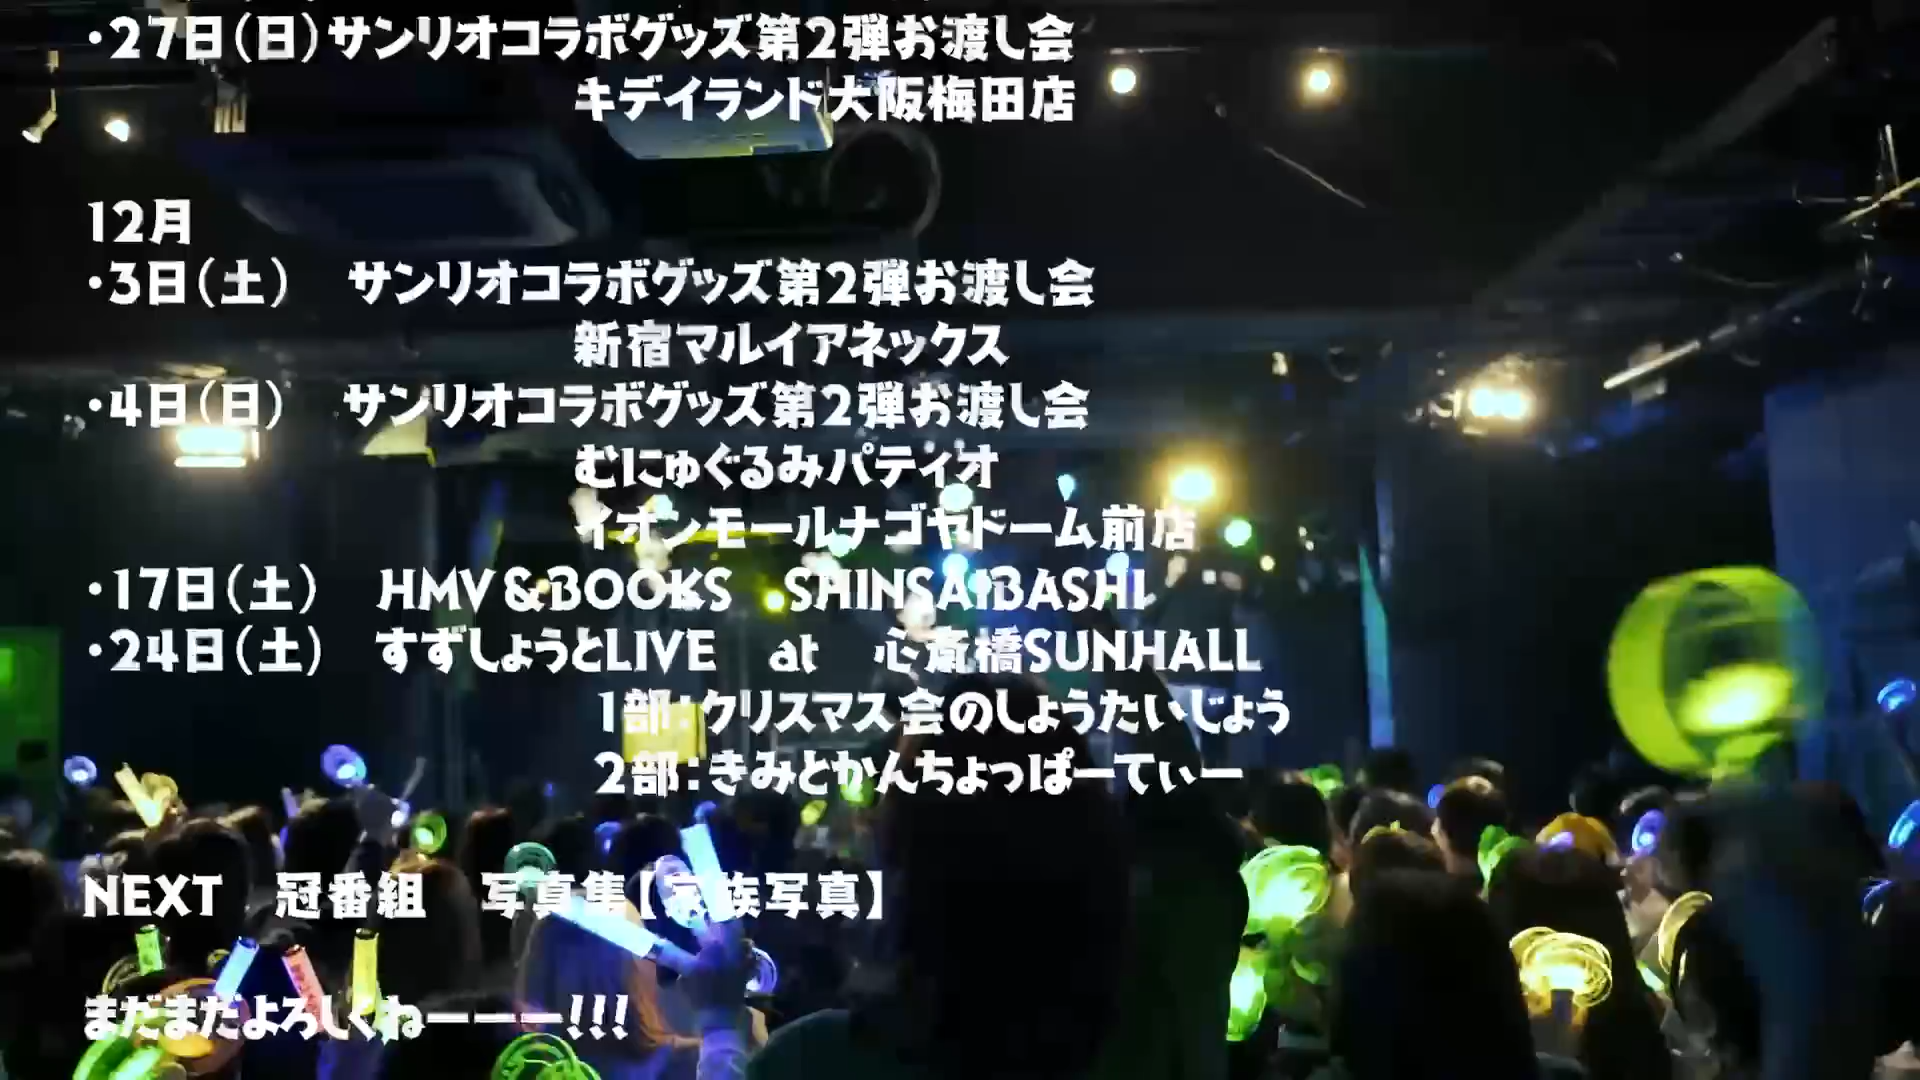 ・27日(日)サンリオコラボグッズ第2弾お渡し会
キデイランド大阪梅田店
12月
・3日(土)　サンリオコラボグッズ第2弾お渡し会
新宿マルイアネックス
・4日(日)　サンリオコラボグッズ第2弾お渡し会
むにゅぐるみパティオ
イオンモールナゴヤドーム前店
・17日(土)　HMV&BOOKS　SHINSAIBASHI
・24日(土)　すずしょうとLIVE　at　心斎橋SUNHALL
1部:クリスマス会のしょうたいじょう
2部:きみとかんちょっぱーてぃー
NEXT　冠番組　写真集【家族写真】
まだまだよろしくねーーー!!!